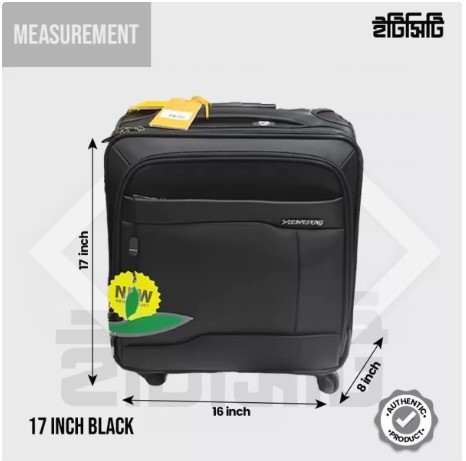 MEASUREMENT
হাটেসাটে
17 inch
NEW
16 inch
8 inch
17 INCH BLACK
AUTHENTIC
PRODUCT